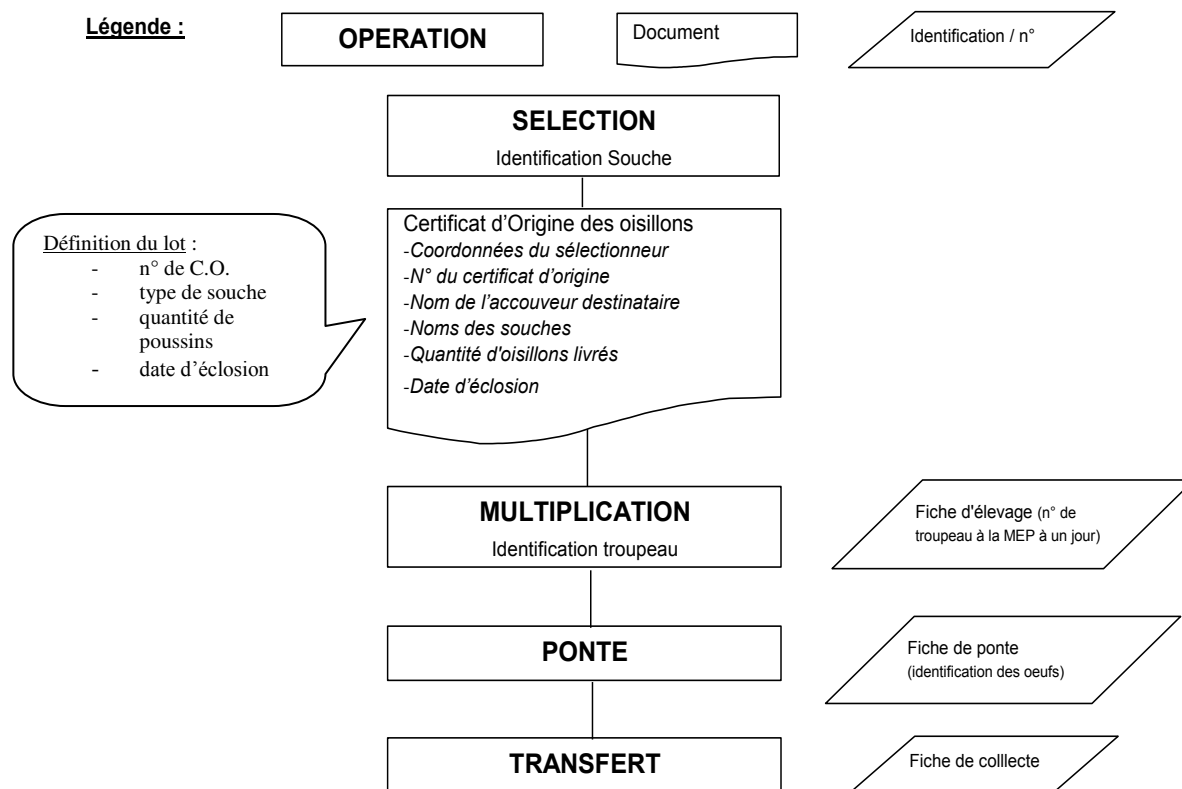 Légende :
OPERATION
Document
Identification / n°
SELECTION
Identification Souche
Certificat d'Origine des oisillons
-Coordonnées du sélectionneur
-N° du certificat d'origine
-Nom de l'accouveur destinataire
-Noms des souches
-Quantité d'oisillons livrés
-Date d'éclosion
Définition du lot :
- n° de C.O.
- type de souche
- quantité de
poussins
- date d'éclosion
MULTIPLICATION
Identification troupeau
Fiche d'élevage (n° de
troupeau à la MEP à un jour)
PONTE
Fiche de ponte
(identification des oeufs)
TRANSFERT
Fiche de colllecte